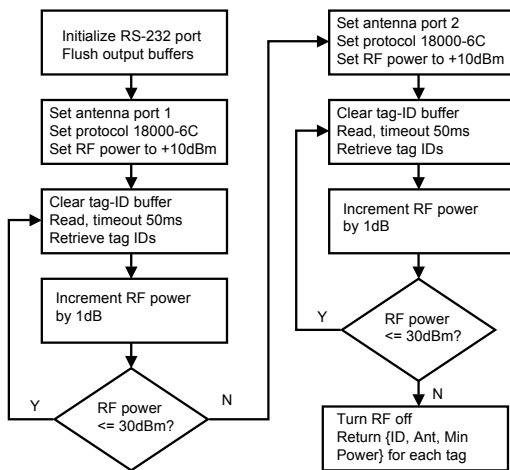 Initialize RS-232 port
Flush output buffers
Set antenna port 1
Set protocol 18000-6C
Set RF power to +10dBm
Clear tag-ID buffer
Read, timeout 50ms
Retrieve tag IDs
Increment RF power
by 1dB
RF power
<= 30dBm?
Y
N
Set antenna port 2
Set protocol 18000-6C
Set RF power to +10dBm
Clear tag-ID buffer
Read, timeout 50ms
Retrieve tag IDs
Increment RF power
by 1dB
RF power
<= 30dBm?
Y
N
Turn RF off
Return {ID, Ant, Min
Power} for each tag